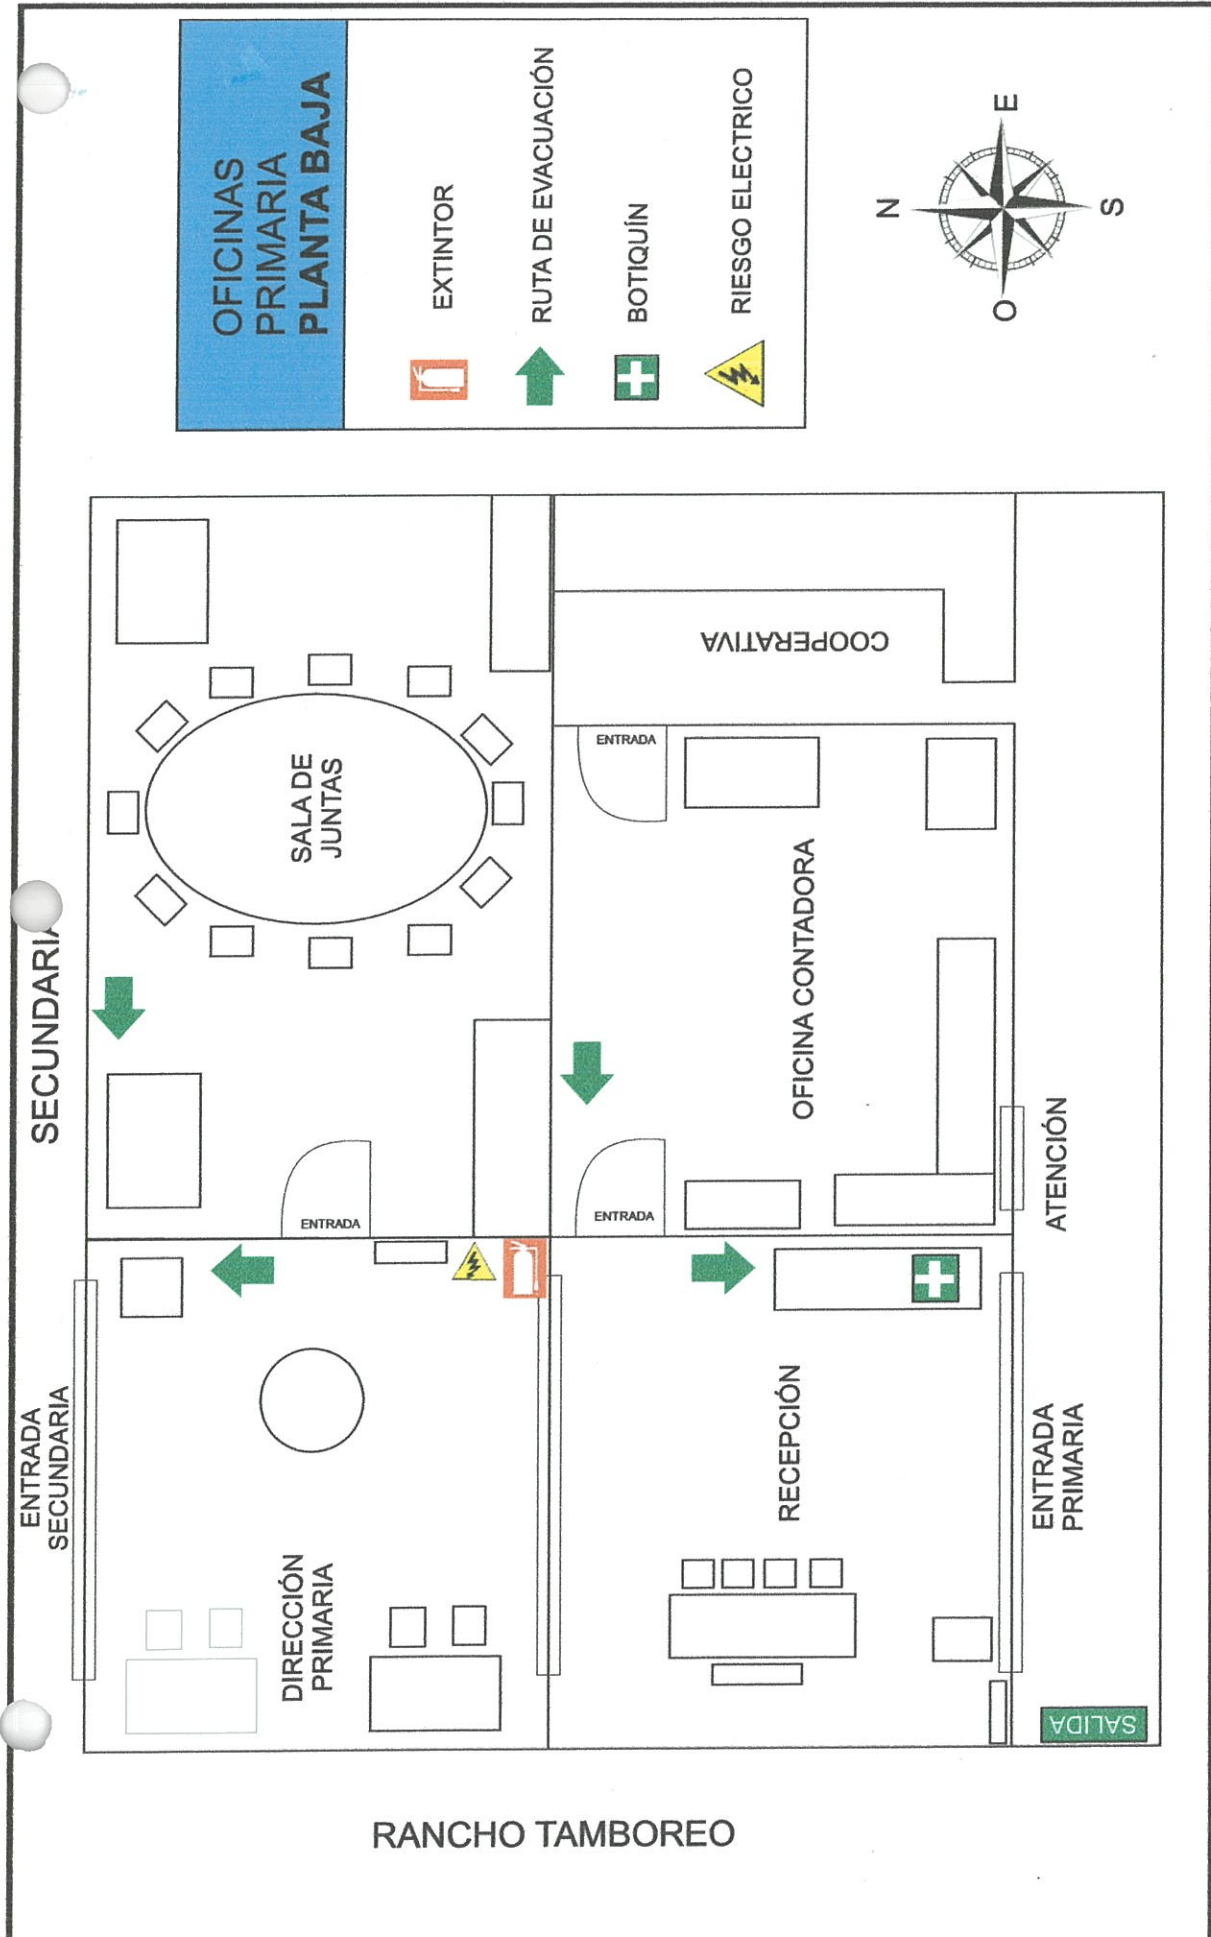 OFICINAS
PRIMARIA
PLANTA BAJA
EXTINTOR
RUTA DE EVACUACIÓN
BOTIQUÍN
RIESGO ELECTRICO
N
E
S
O
SECUNDARIA
ENTRADA
SECUNDARIA
SALA DE
JUNTAS
ENTRADA
DIRECCIÓN
PRIMARIA
COOPERATIVA
ENTRADA
OFICINA CONTADORA
ENTRADA
RECEPCIÓN
ATENCIÓN
ENTRADA
PRIMARIA
SALIDA
RANCHO TAMBOREO